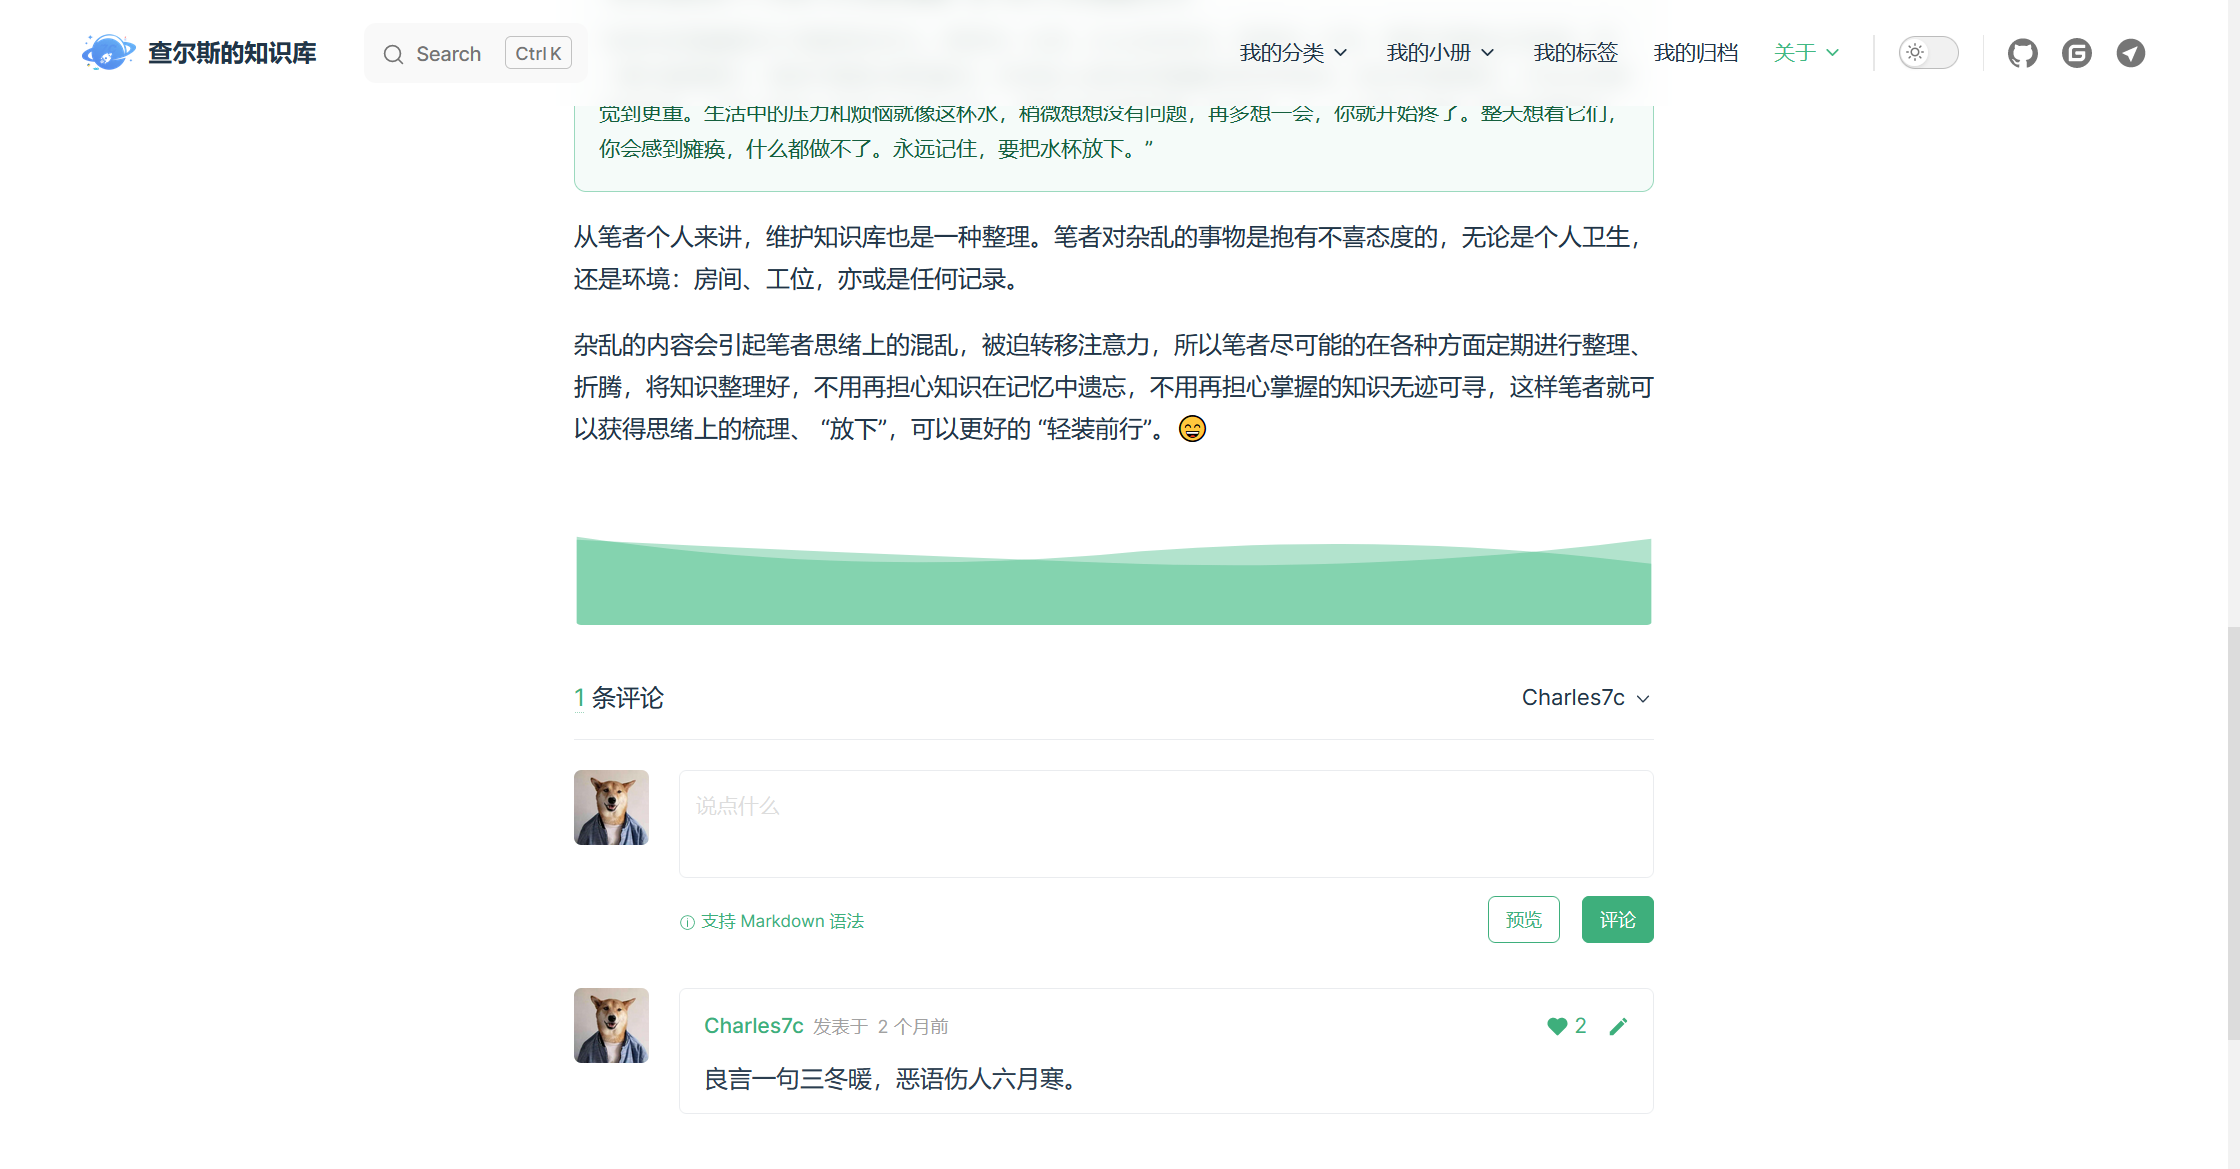 查尔斯的知识库
Search
Ctrl K
我的分类
我的小册
我的标签
我的归档
关于
觉到更重。生活中的压力和烦恼就像这杯水，稍微想想没有问题，再多想一会，你就开始疼了。整天想着它们，
你会感到瘫痪，什么都做不了。永远记住，要把水杯放下。”
从笔者个人来讲，维护知识库也是一种整理。笔者对杂乱的事物是抱有不喜态度的，无论是个人卫生，
还是环境：房间、工位，亦或是任何记录。
杂乱的内容会引起笔者思绪上的混乱，被迫转移注意力，所以笔者尽可能的在各种方面定期进行整理、
折腾，将知识整理好，不用再担心知识在记忆中遗忘，不用再担心掌握的知识无迹可寻，这样笔者就可
以获得思绪上的梳理、 “放下”，可以更好的 “轻装前行”。😄
1 条评论
Charles7c
说点什么
支持 Markdown 语法
预览
评论
Charles7c 发表于 2 个月前
2
良言一句三冬暖，恶语伤人六月寒。